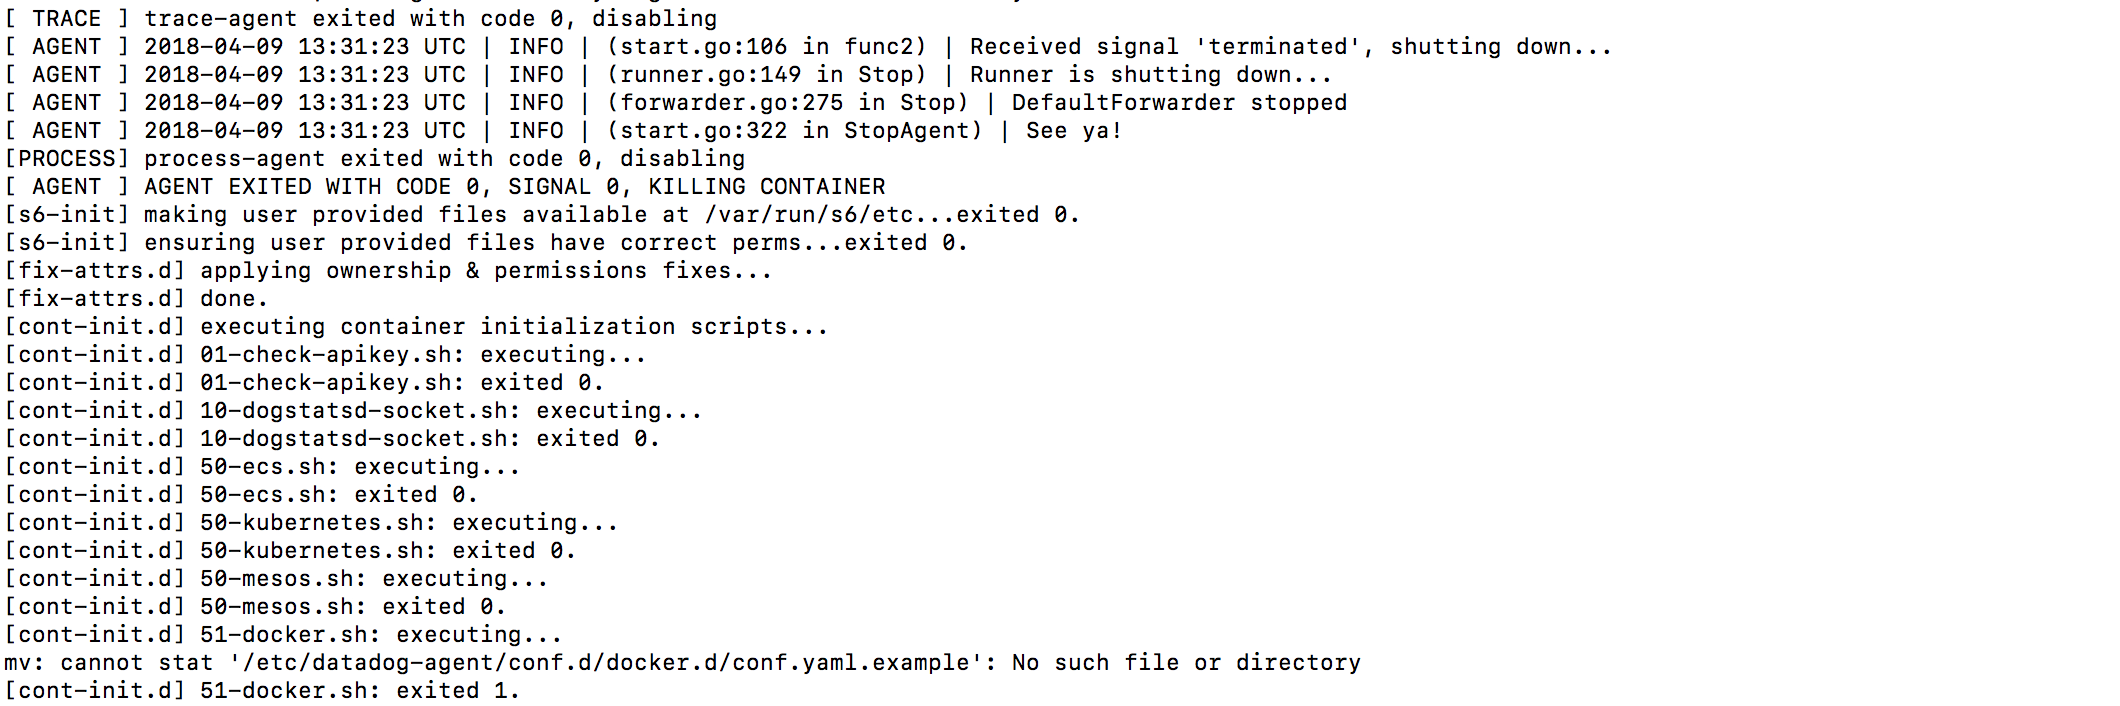 [ TRACE ] trace-agent exited with code 0, disabling
[ AGENT ] 2018-04-09 13:31:23 UTC | INFO | (start.go:106 in func2) | Received signal 'terminated', shutting down...
[ AGENT ] 2018-04-09 13:31:23 UTC | INFO | (runner.go:149 in Stop) | Runner is shutting down...
[ AGENT ] 2018-04-09 13:31:23 UTC | INFO | (forwarder.go:275 in Stop) | DefaultForwarder stopped
[ AGENT ] 2018-04-09 13:31:23 UTC | INFO | (start.go:322 in StopAgent) | See ya!
[PROCESS] process-agent exited with code 0, disabling
[ AGENT ] AGENT EXITED WITH CODE 0, SIGNAL 0, KILLING CONTAINER
[s6-init] making user provided files available at /var/run/s6/etc...exited 0.
[s6-init] ensuring user provided files have correct perms...exited 0.
[fix-attrs.d] applying ownership & permissions fixes...
[fix-attrs.d] done.
[cont-init.d] executing container initialization scripts...
[cont-init.d] 01-check-apikey.sh: executing...
[cont-init.d] 01-check-apikey.sh: exited 0.
[cont-init.d] 10-dogstatsd-socket.sh: executing...
[cont-init.d] 10-dogstatsd-socket.sh: exited 0.
[cont-init.d] 50-ecs.sh: executing...
[cont-init.d] 50-ecs.sh: exited 0.
[cont-init.d] 50-kubernetes.sh: executing...
[cont-init.d] 50-kubernetes.sh: exited 0.
[cont-init.d] 50-mesos.sh: executing...
[cont-init.d] 50-mesos.sh: exited 0.
[cont-init.d] 51-docker.sh: executing...
mv: cannot stat '/etc/datadog-agent/conf.d/docker.d/conf.yaml.example': No such file or directory
[cont-init.d] 51-docker.sh: exited 1.